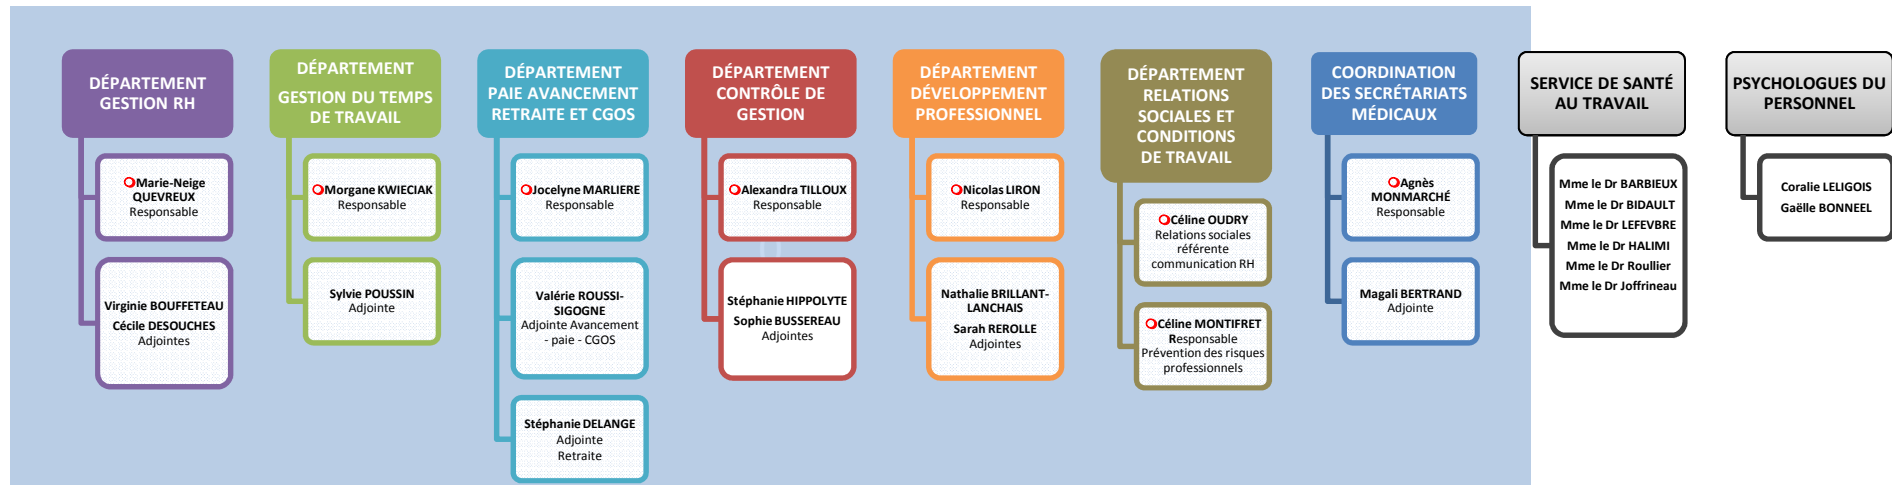 DÉPARTEMENT
GESTION RH
Marie-Neige
QUEVREUX
Responsable
Virginie BOUFFETEAU
Cécile DESOUCHES
Adjointes
DÉPARTEMENT
GESTION DU TEMPS
DE TRAVAIL
Morgane KWIECIAK
Responsable
Sylvie POUSSIN
Adjointe
DÉPARTEMENT
PAIE AVANCEMENT
RETRAITE ET CGOS
Jocelyne MARLIERE
Responsable
Valérie ROUSSI-
SIGOGNE
Adjointe Avancement
- paie - CGOS
Stéphanie DELANGE
Adjointe
Retraite
DÉPARTEMENT
CONTRÔLE DE
GESTION
Alexandra TILLOUX
Responsable
Stéphanie HIPPOLYTE
Sophie BUSSEREAU
Adjointes
DÉPARTEMENT
DÉVELOPPEMENT
PROFESSIONNEL
Nicolas LIRON
Responsable
Nathalie BRILLANT-
LANCHAIS
Sarah REROLLE
Adjointes
DÉPARTEMENT
RELATIONS
SOCIALES ET
CONDITIONS
DE TRAVAIL
Céline OUDRY
Relations sociales
référente
communication RH
Céline MONTIFRET
Responsable
Prévention des risques
professionnels
COORDINATION
DES SECRÉTARIATS
MÉDICAUX
Agnès
MONMARCHÉ
Responsable
Magali BERTRAND
Adjointe
SERVICE DE SANTÉ
AU TRAVAIL
Mme le Dr BARBIEUX
Mme le Dr BIDAULT
Mme le Dr LEFEVBRE
Mme le Dr HALIMI
Mme le Dr Roullier
Mme le Dr Joffrineau
PSYCHOLOGUES DU
PERSONNEL
Coralie LELIGOIS
Gaëlle BONNEEL